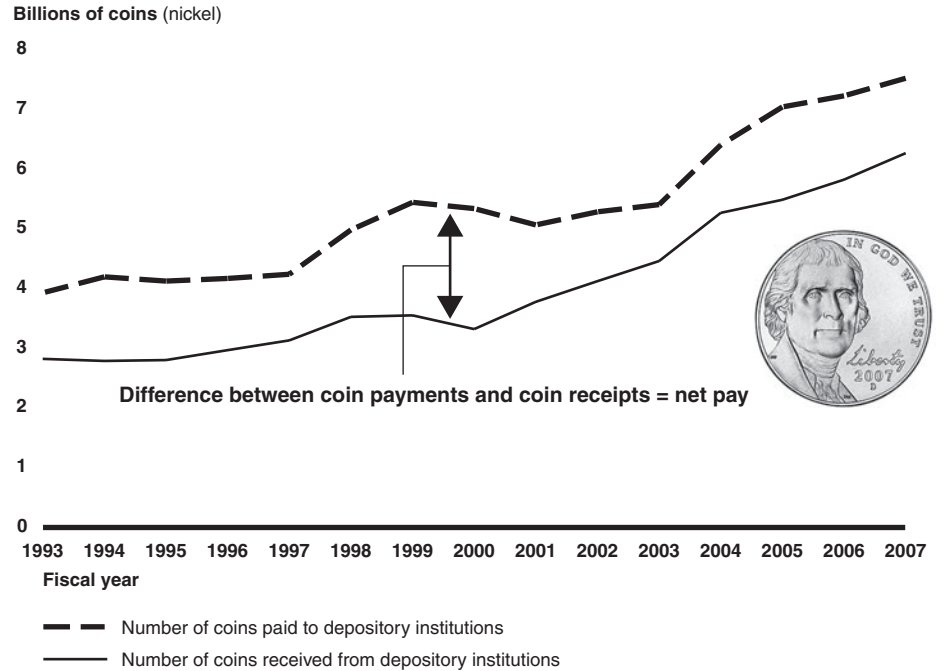 Billions of coins (nickel)
8
7
6
5
4
3
2
1
0
IN GOD WE TRUST
Liberty
2007
D
Difference between coin payments and coin receipts = net pay
1993 1994 1995 1996 1997 1998 1999 2000 2001 2002 2003 2004 2005 2006 2007
Fiscal year
Number of coins paid to depository institutions
Number of coins received from depository institutions